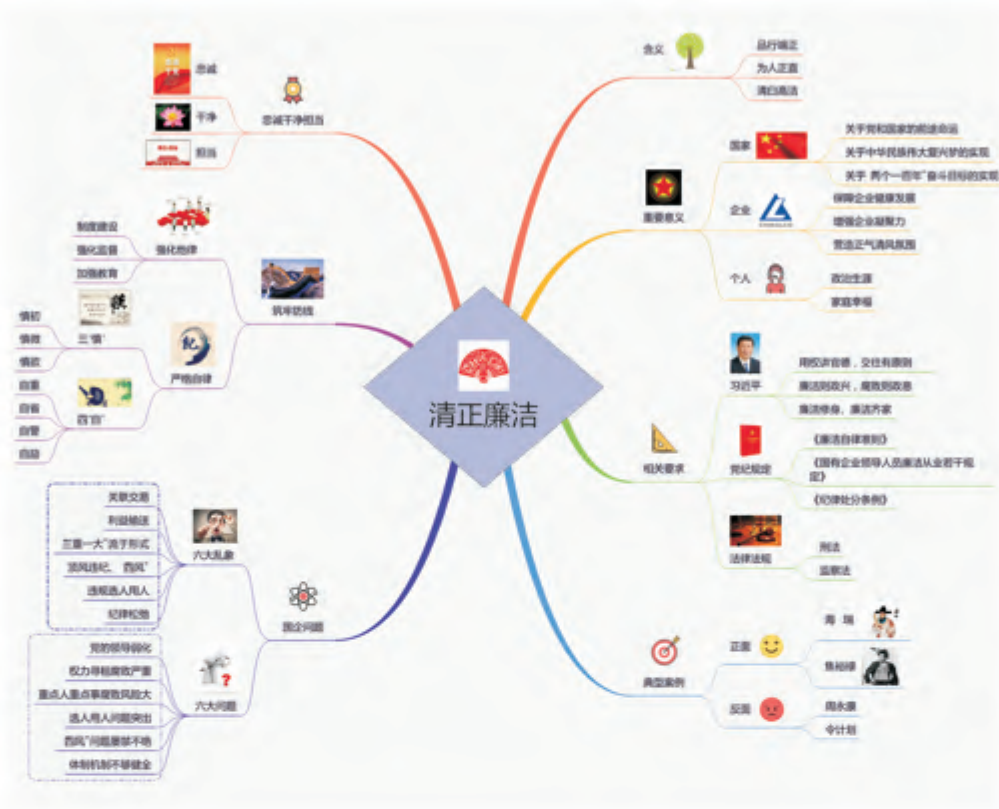 清正廉洁
含义
品行端正
为人正直
清白高洁
重要意义
国家
关于党和国家的前途命运
关于中华民族伟大复兴梦的实现
关于 两个一百年"奋斗目标的实现
企业
保障企业健康发展
增强企业凝聚力
营造正气清风氛围
个人
政治生涯
家庭幸福
相关要求
习近平
用权讲官德，交往有原则
廉洁则政兴，腐败则政息
廉洁修身、廉洁齐家
党纪规定
《廉洁自律准则》
《国有企业领导人员廉洁从业若干规
定》
《纪律处分条例》
法律法规
刑法
监察法
典型案例
正面
海 瑞
焦裕禄
反面
周永康
令计划
忠诚干净担当
忠诚
干净
担当
筑牢防线
强化他律
制度建设
强化监督
加强教育
严格自律
三"慎"
慎初
慎微
慎欲
四"自"
自重
自省
自警
自励
国企问题
六大乱象
关联交易
利益输送
三重一大"流于形式
顶风违纪、 四风"
违规选人用人
纪律松弛
六大问题
党的领导弱化
权力寻租腐败严重
重点人重点事腐败风险大
选人用人问题突出
四风"问题屡禁不绝
体制机制不够健全